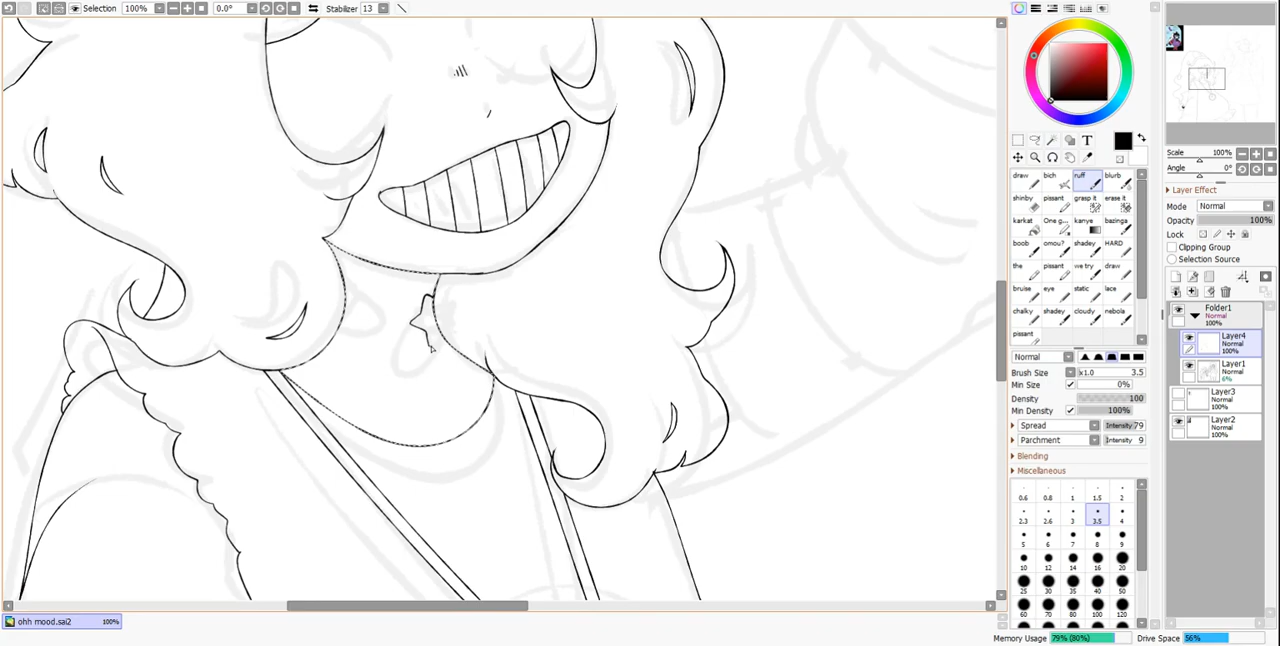 Selection 100% 0.0° Stabilizer 13
draw bich ruff blurb
shinby pissant grasp it erase it
karkat One g... kanye bazinga
boob omou? shadey HARD
the pissant we try draw
bruise eye static lace
chalky shadey cloudy nebola
pissant
Normal
Brush Size x1.0 3.5
Min Size 0%
Density 100
Min Density 100%
Spread Intensity 79
Parchment Intensity 9
Blending
Miscellaneous
0.6 0.8 1 1.5 2
2.3 2.6 3 3.5 4
5 6 7 8 9
10 12 14 16 20
25 30 35 40 50
60 70 80 100 120
Scale 100%
Angle 0°
Layer Effect
Mode Normal
Opacity 100%
Lock
Clipping Group
Selection Source
Folder1
Normal
100%
Layer4
Normal
100%
Layer1
Normal
6%
Layer3
Normal
100%
Layer2
Normal
100%
ohh mood.sai2 100%
Memory Usage 79% (80%) Drive Space 56%